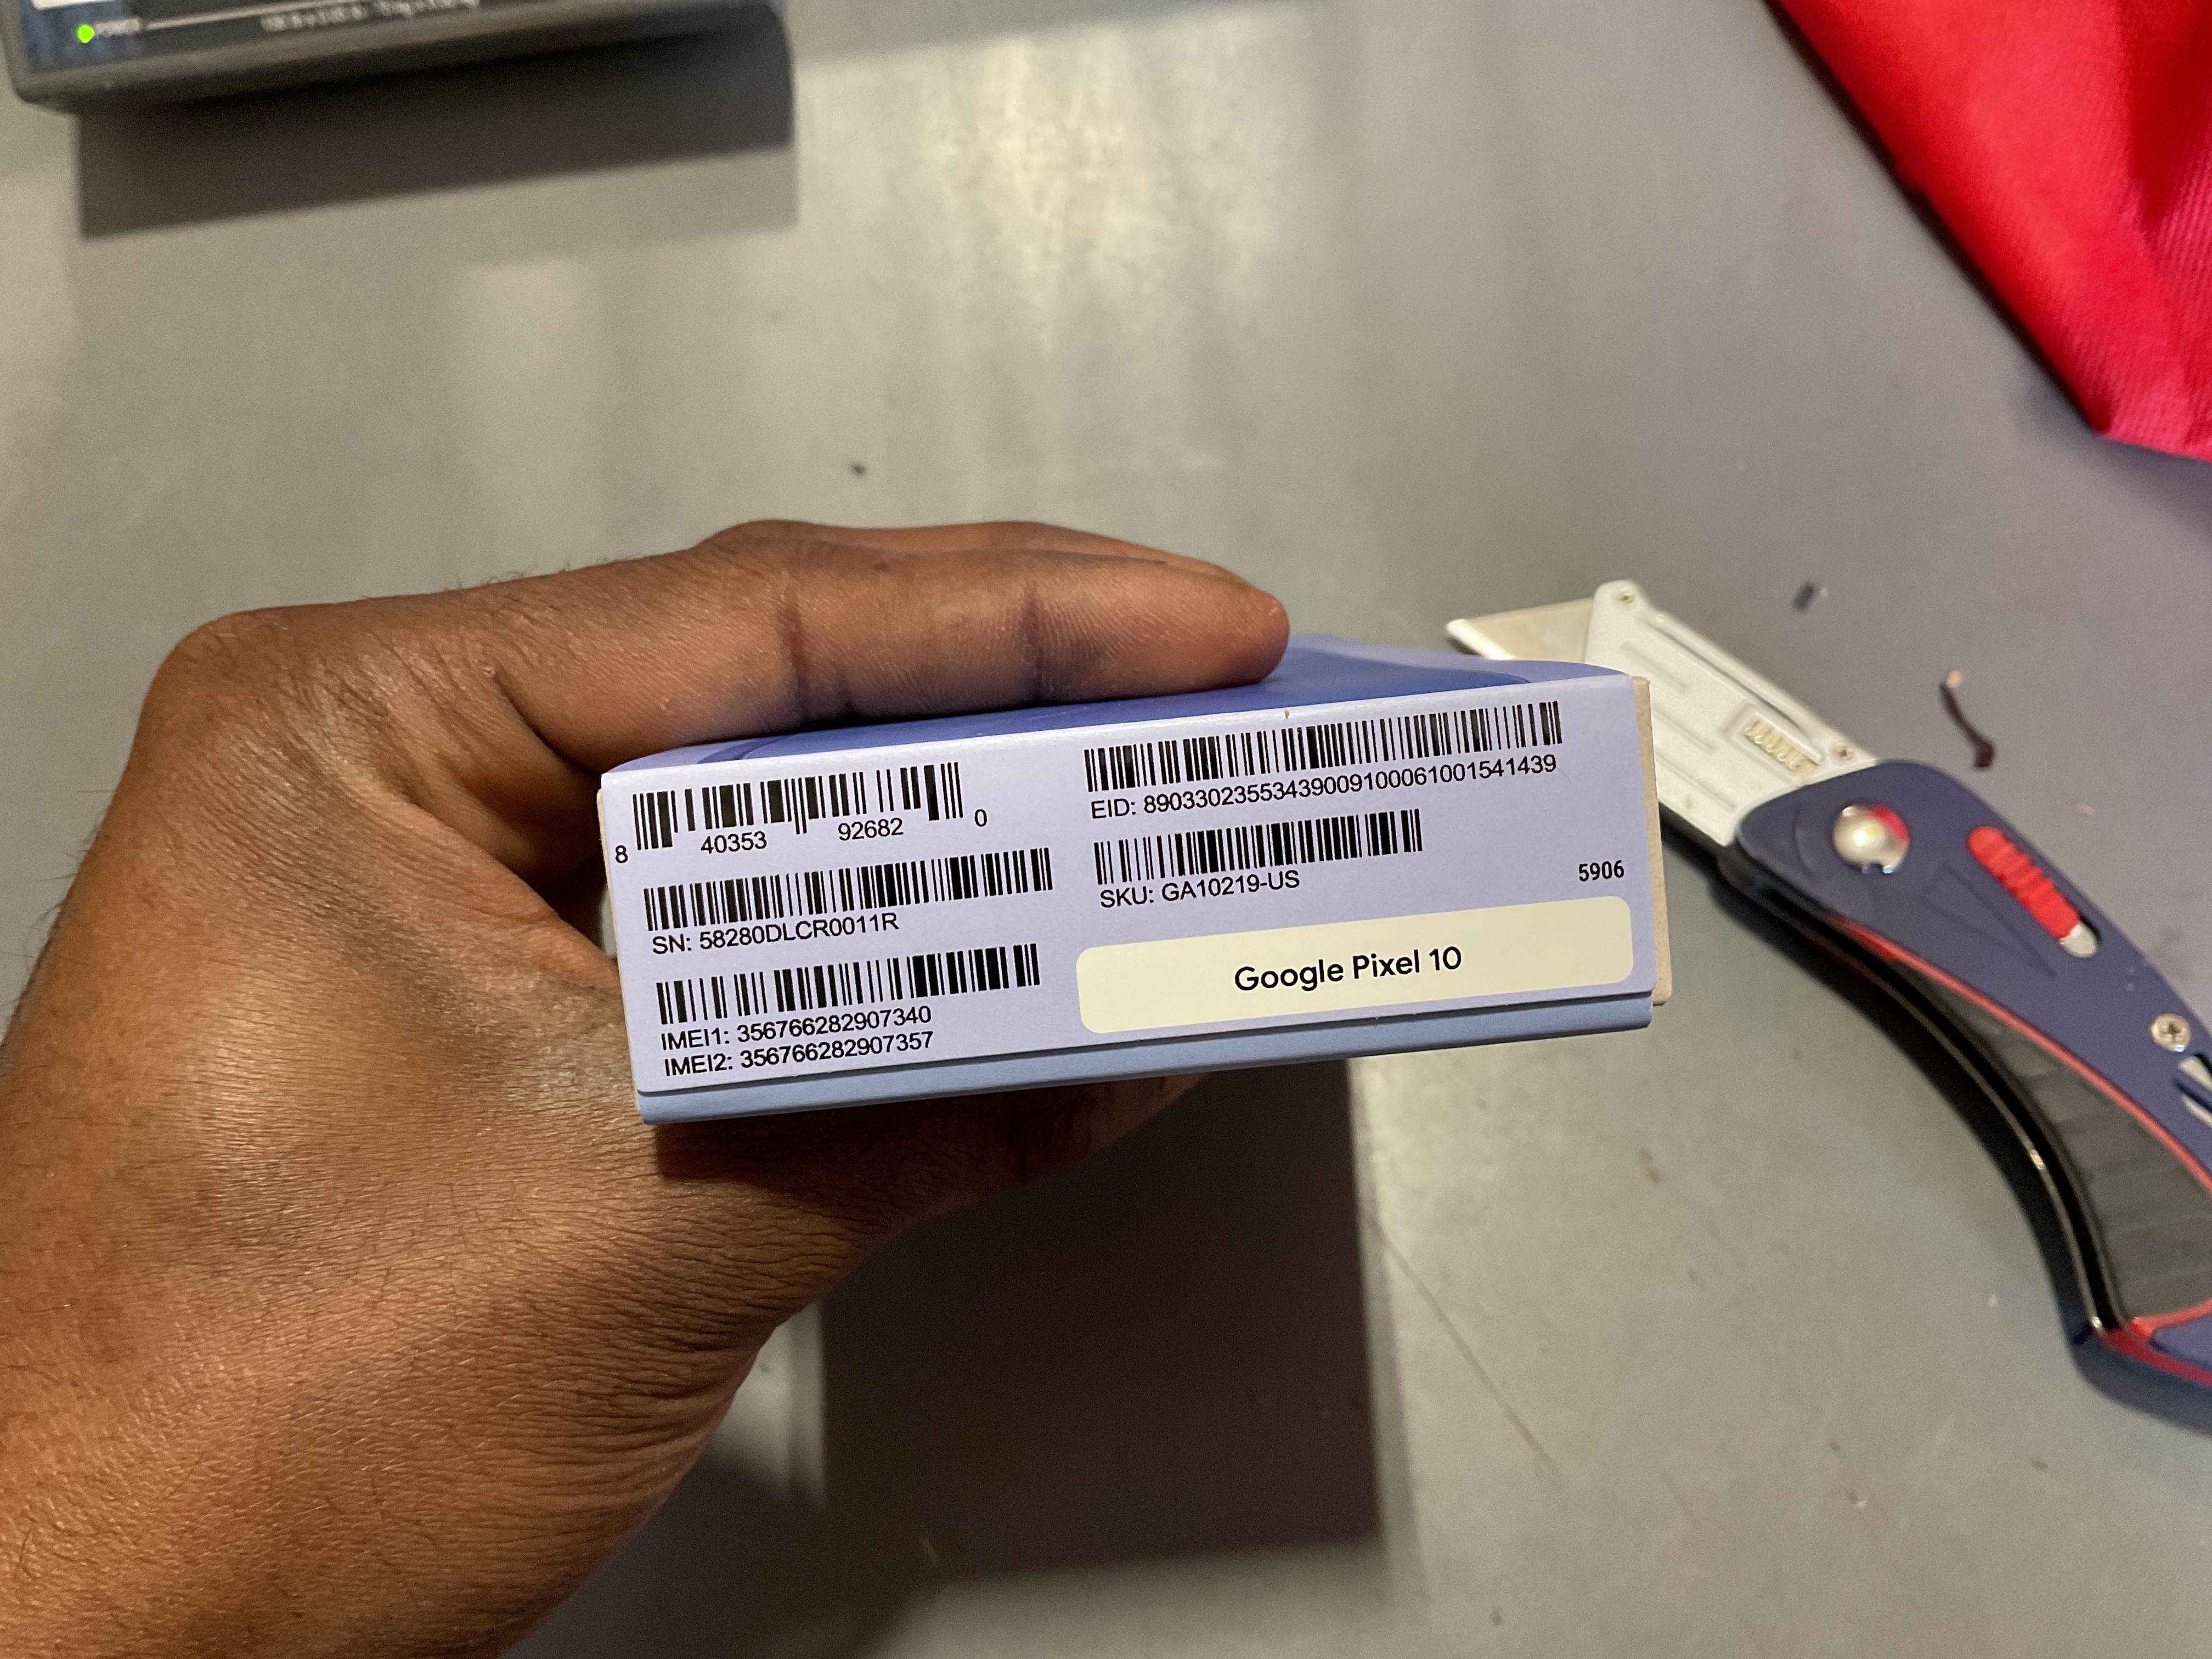 POWER
8 40353 92682 0
SN: 58280DLCR0011R
IMEI1: 356766282907340
IMEI2: 356766282907357
EID: 89033023553439009100061001541439
SKU: GA10219-US
5906
Google Pixel 10